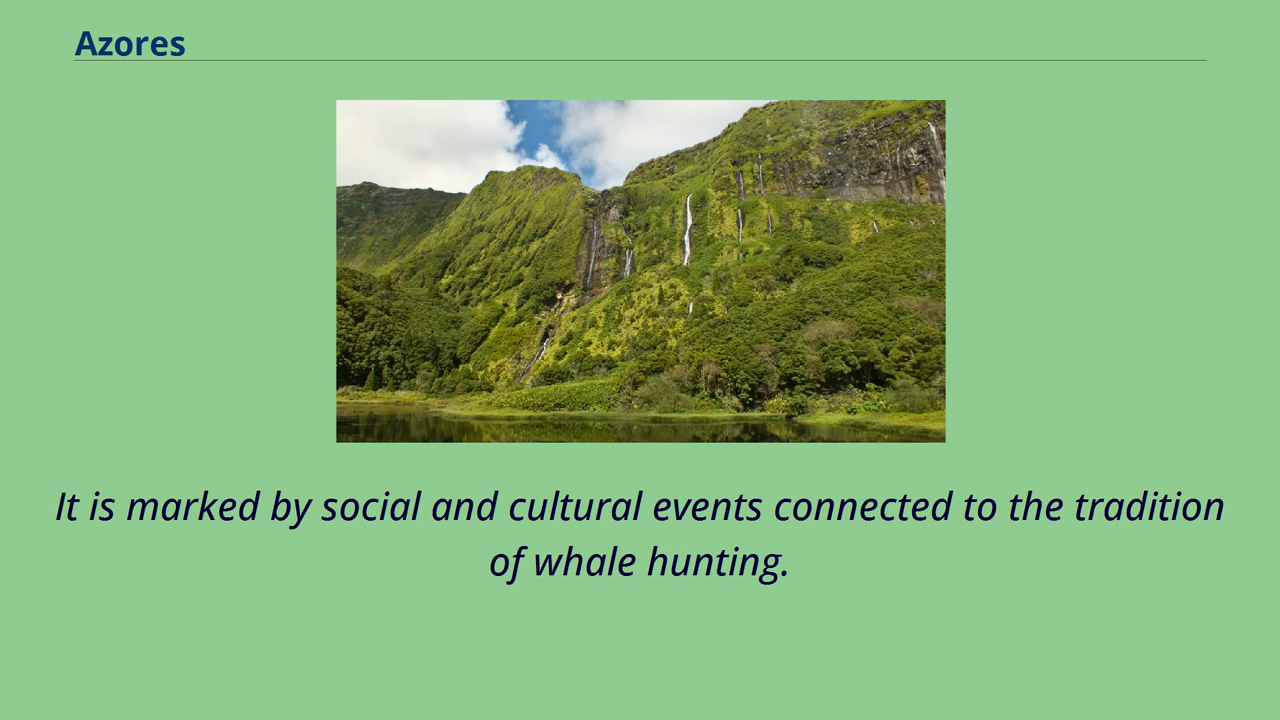 Azores
It is marked by social and cultural events connected to the tradition
of whale hunting.